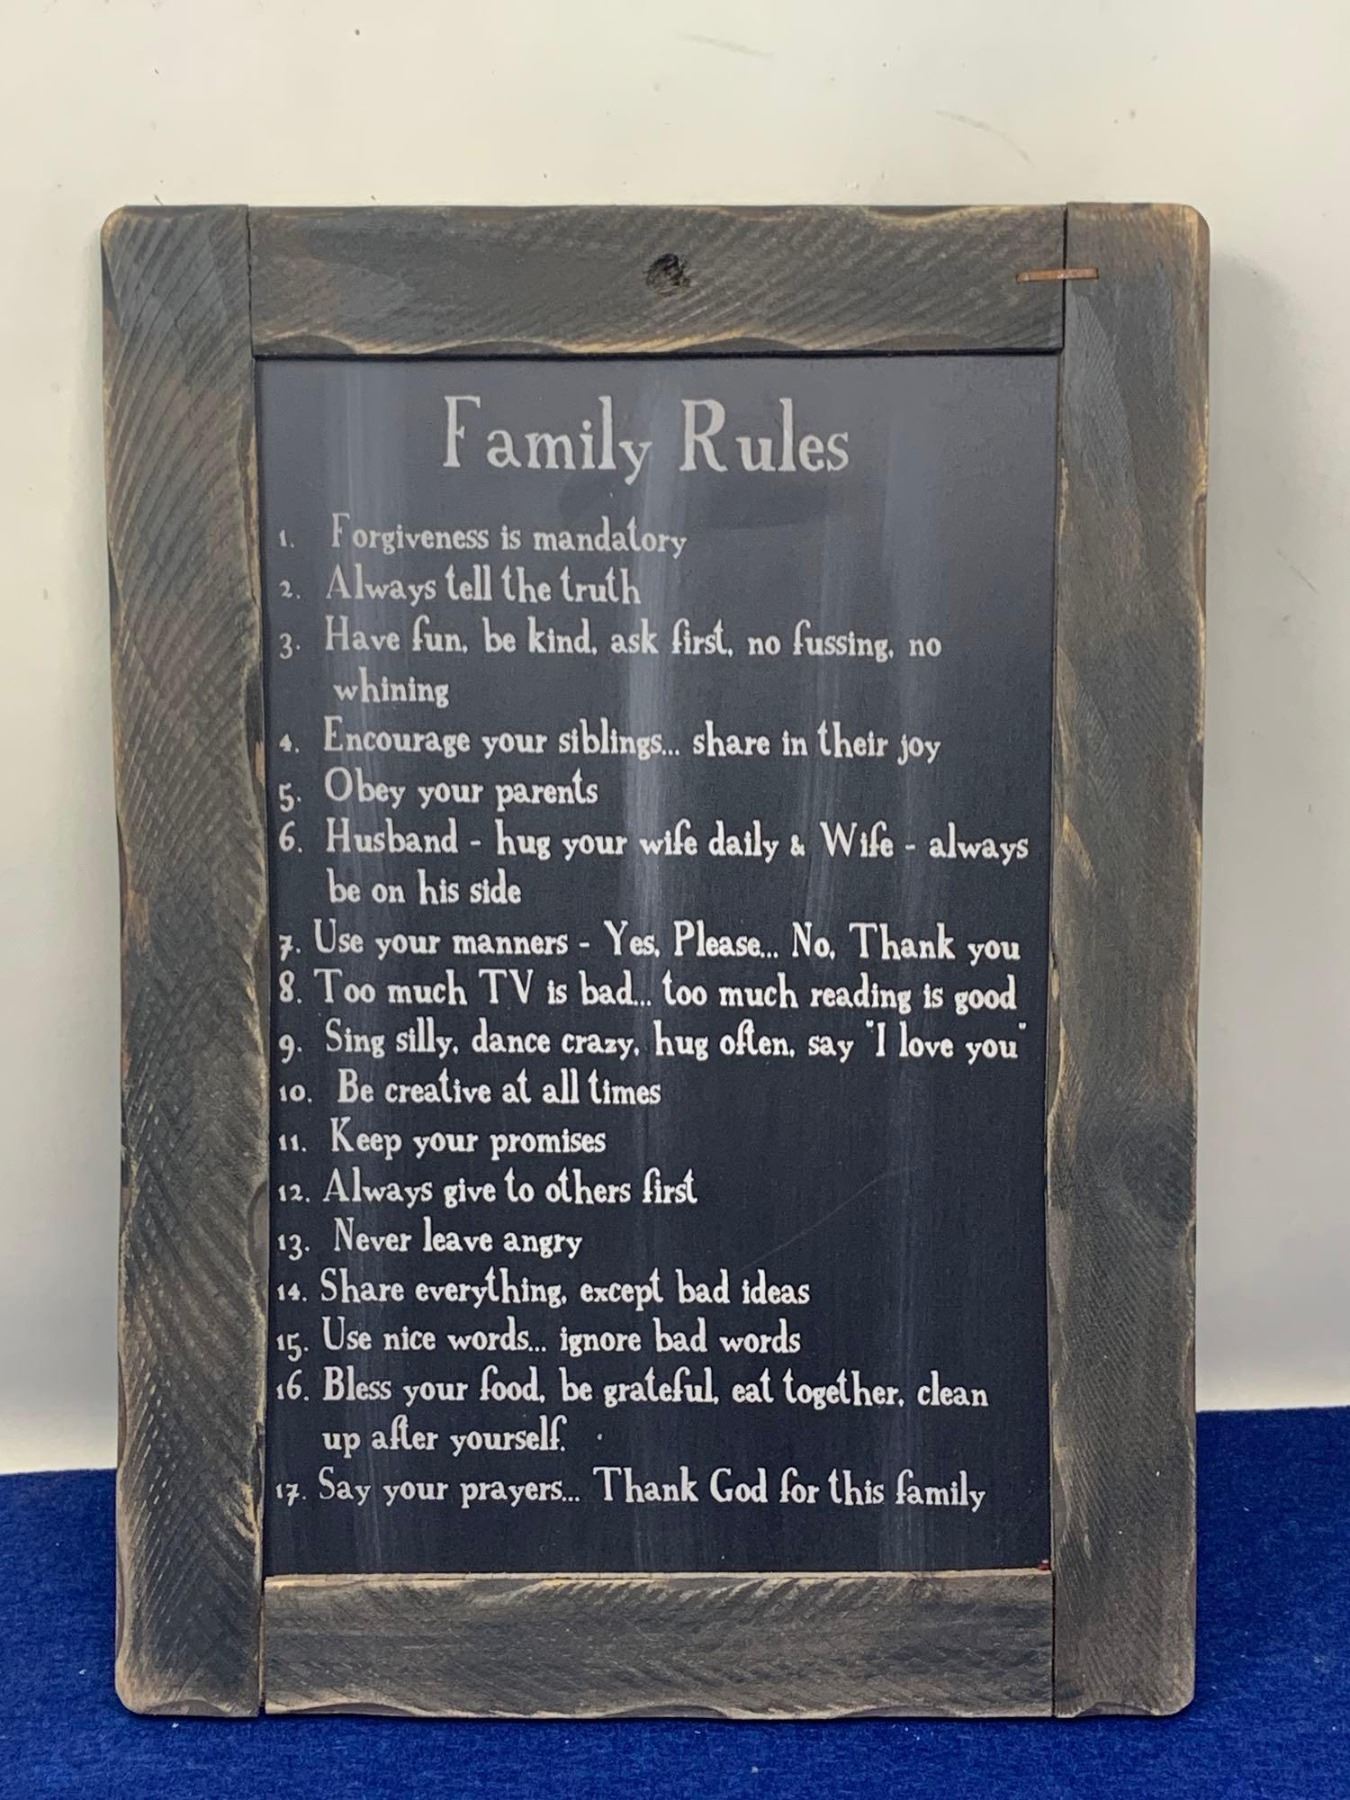 Family Rules
1. Forgiveness is mandatory
2. Always tell the truth
3. Have fun, be kind, ask first, no fussing, no
whining
4. Encourage your siblings... share in their joy
5. Obey your parents
6. Husband - hug your wife daily & Wife - always
be on his side
7. Use your manners - Yes, Please... No, Thank you
8. Too much TV is bad... too much reading is good
9. Sing silly, dance crazy, hug often, say "I love you"
10. Be creative at all times
11. Keep your promises
12. Always give to others first
13. Never leave angry
14. Share everything, except bad ideas
15. Use nice words... ignore bad words
16. Bless your food, be grateful, eat together, clean
up after yourself.
17. Say your prayers... Thank God for this family